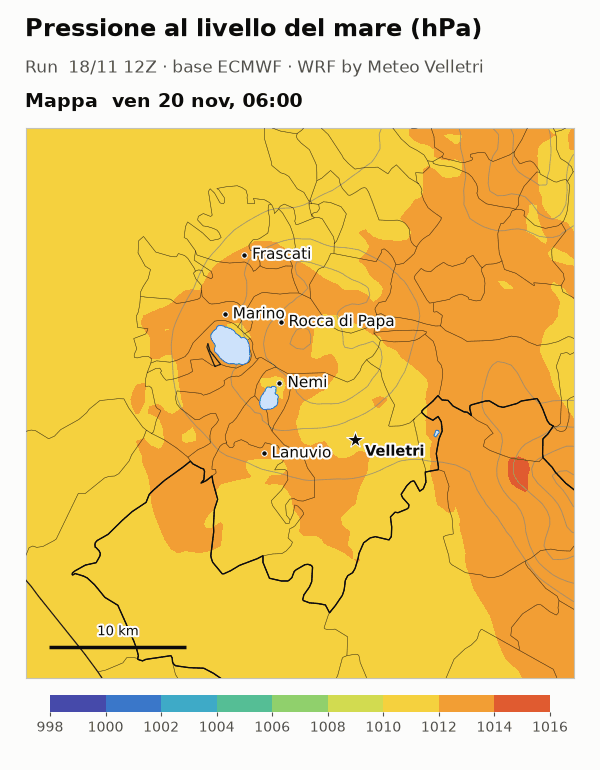 Pressione al livello del mare (hPa)
Run 18/11 12Z · base ECMWF · WRF by Meteo Velletri
Mappa ven 20 nov, 06:00
Frascati
Marino
Rocca di Papa
Nemi
Velletri
Lanuvio
10 km
998 1000 1002 1004 1006 1008 1010 1012 1014 1016